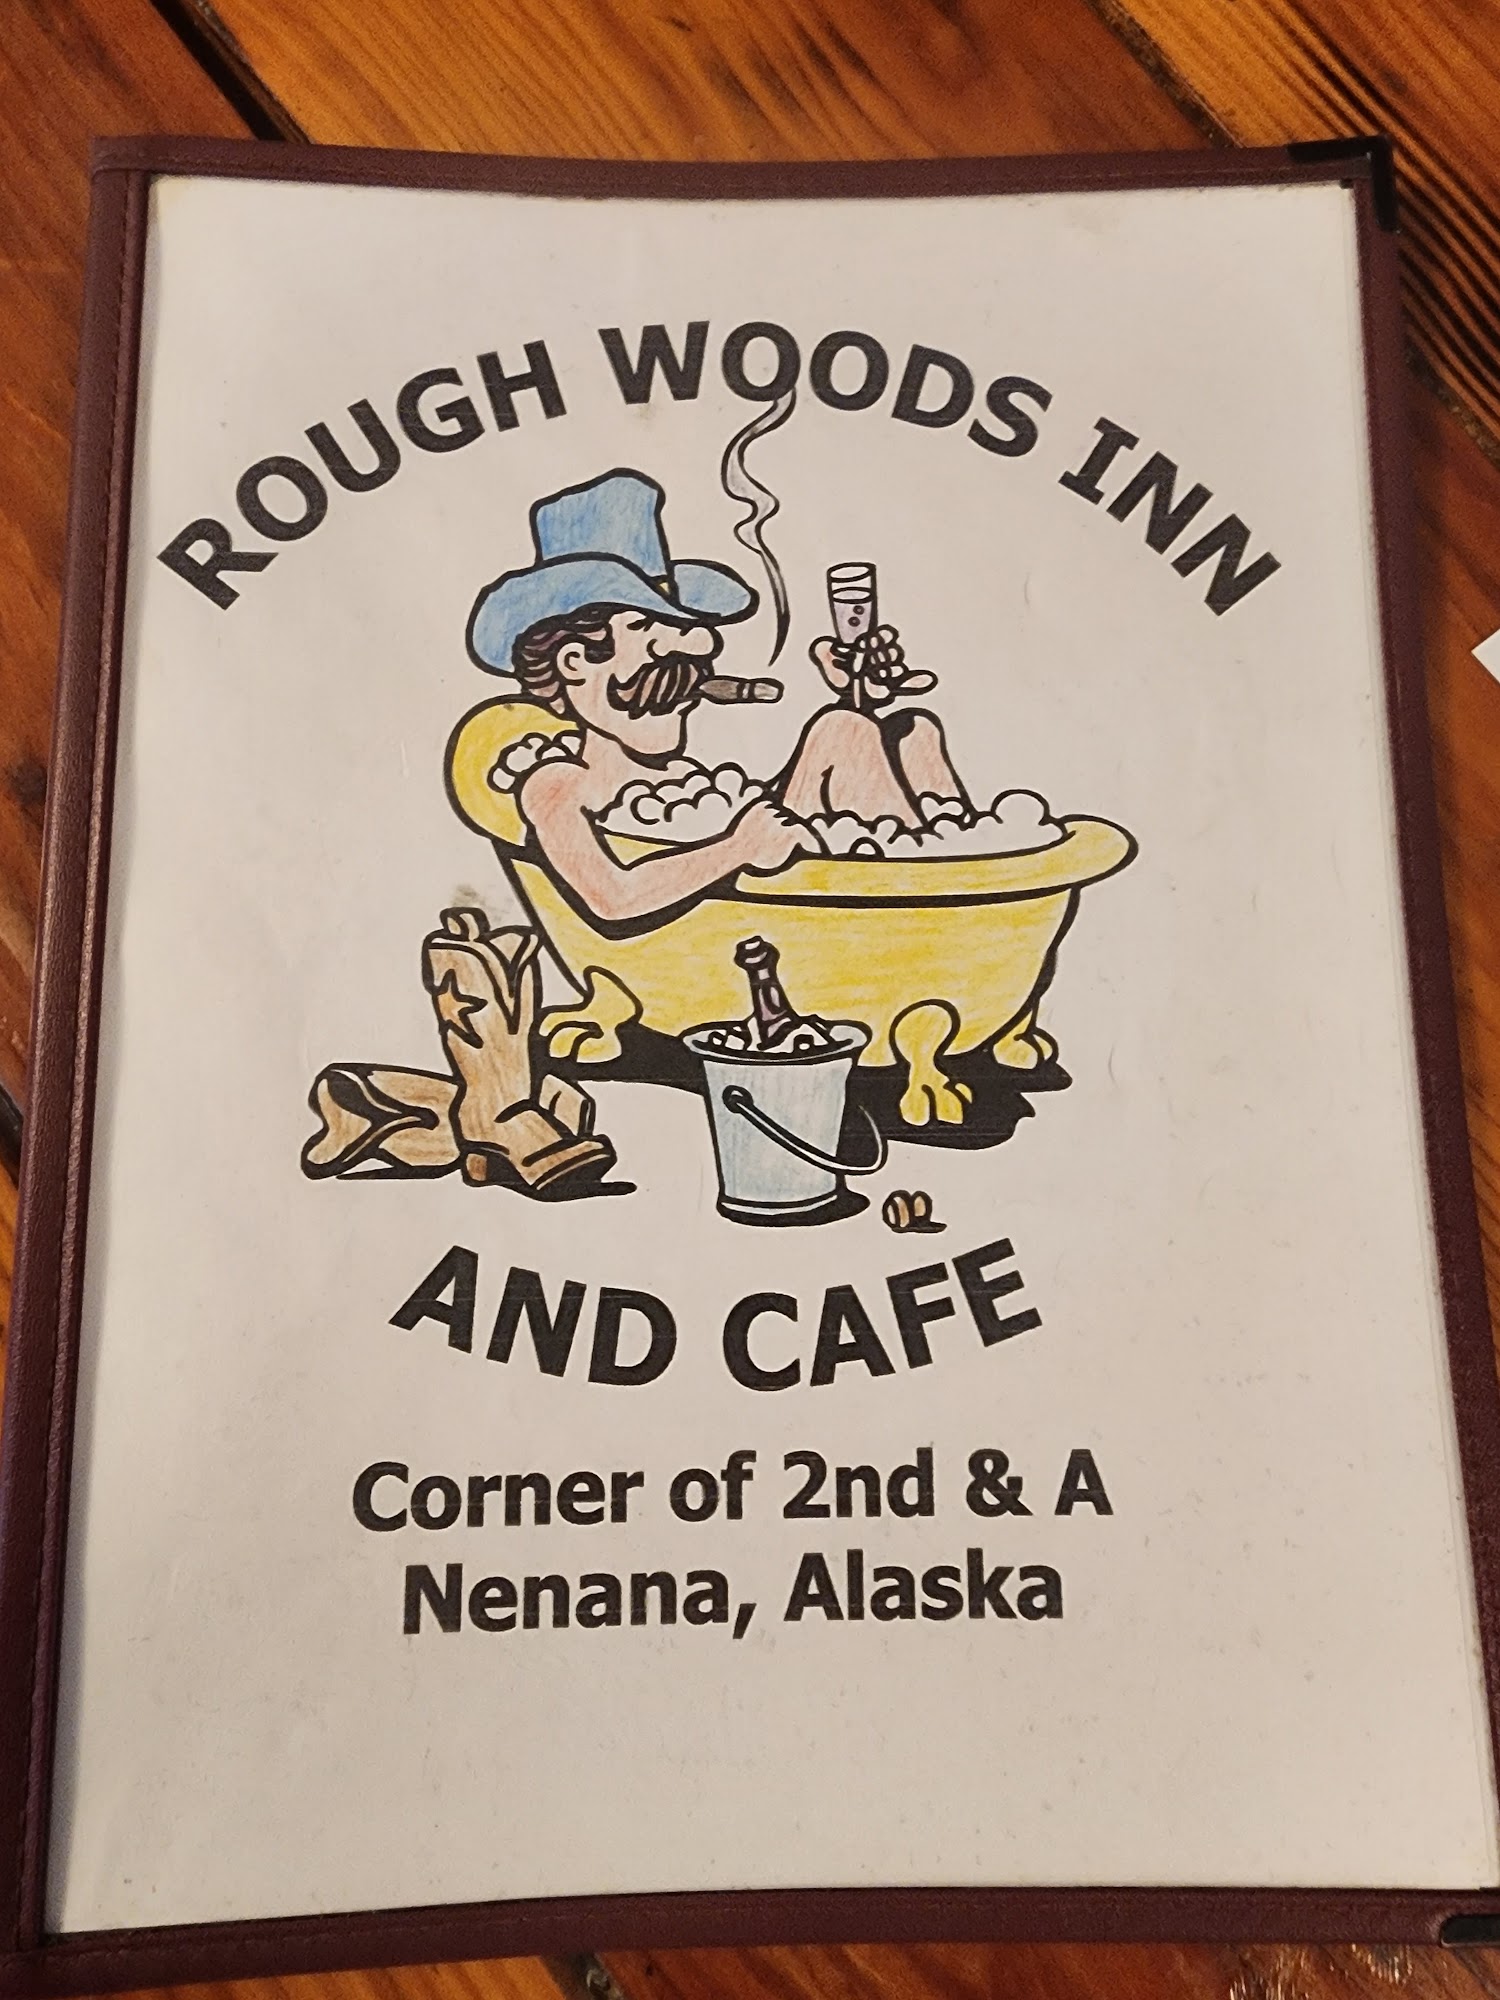 ROUGH WOODS INN
AND CAFE
Corner of 2nd & A
Nenana, Alaska